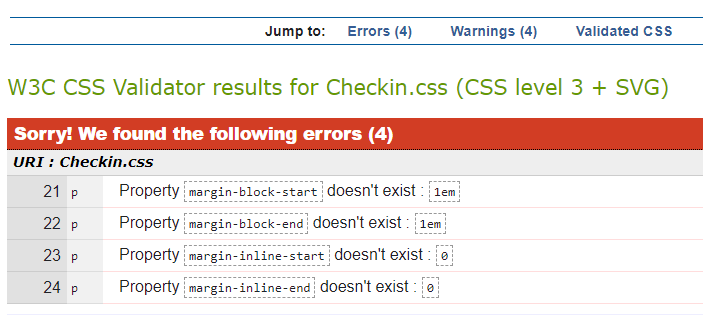 Jump to: Errors (4) Warnings (4) Validated CSS
W3C CSS Validator results for Checkin.css (CSS level 3 + SVG)
Sorry! We found the following errors (4)
URI : Checkin.css
21 p Property margin-block-start doesn't exist : 1em
22 p Property margin-block-end doesn't exist : 1em
23 p Property margin-inline-start doesn't exist : 0
24 p Property margin-inline-end doesn't exist : 0